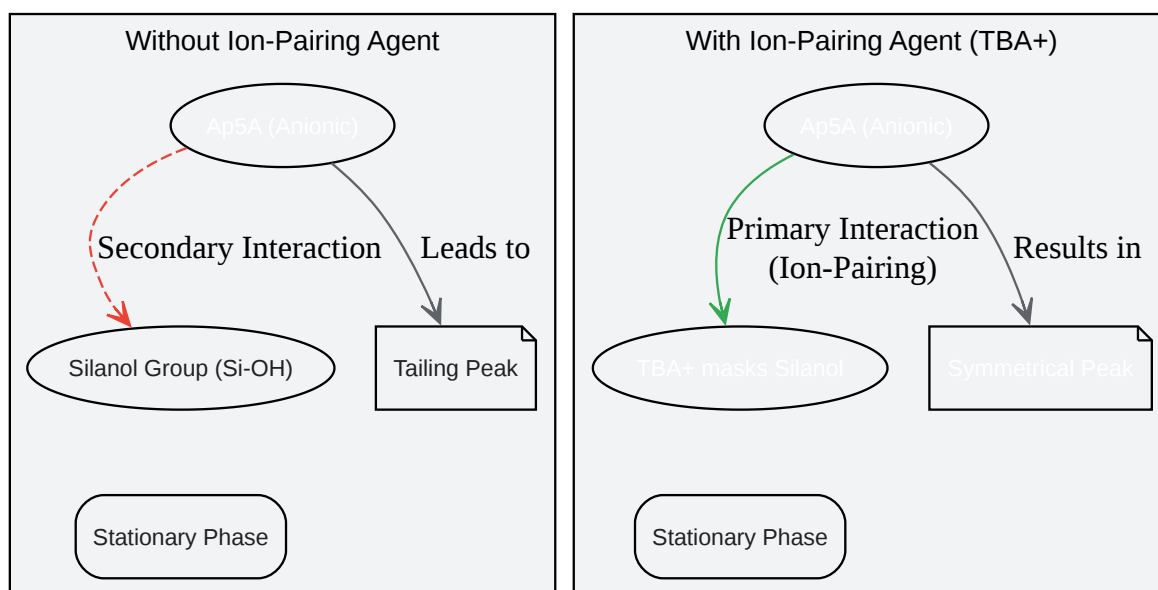 Without Ion-Pairing Agent
Ap5A (Anionic)
Secondary Interaction
Leads to
Silanol Group (Si-OH)
Tailing Peak
Stationary Phase
With Ion-Pairing Agent (TBA+)
Ap5A (Anionic)
Primary Interaction
(Ion-Pairing)
Results in
TBA+ masks Silanol
Symmetrical Peak
Stationary Phase